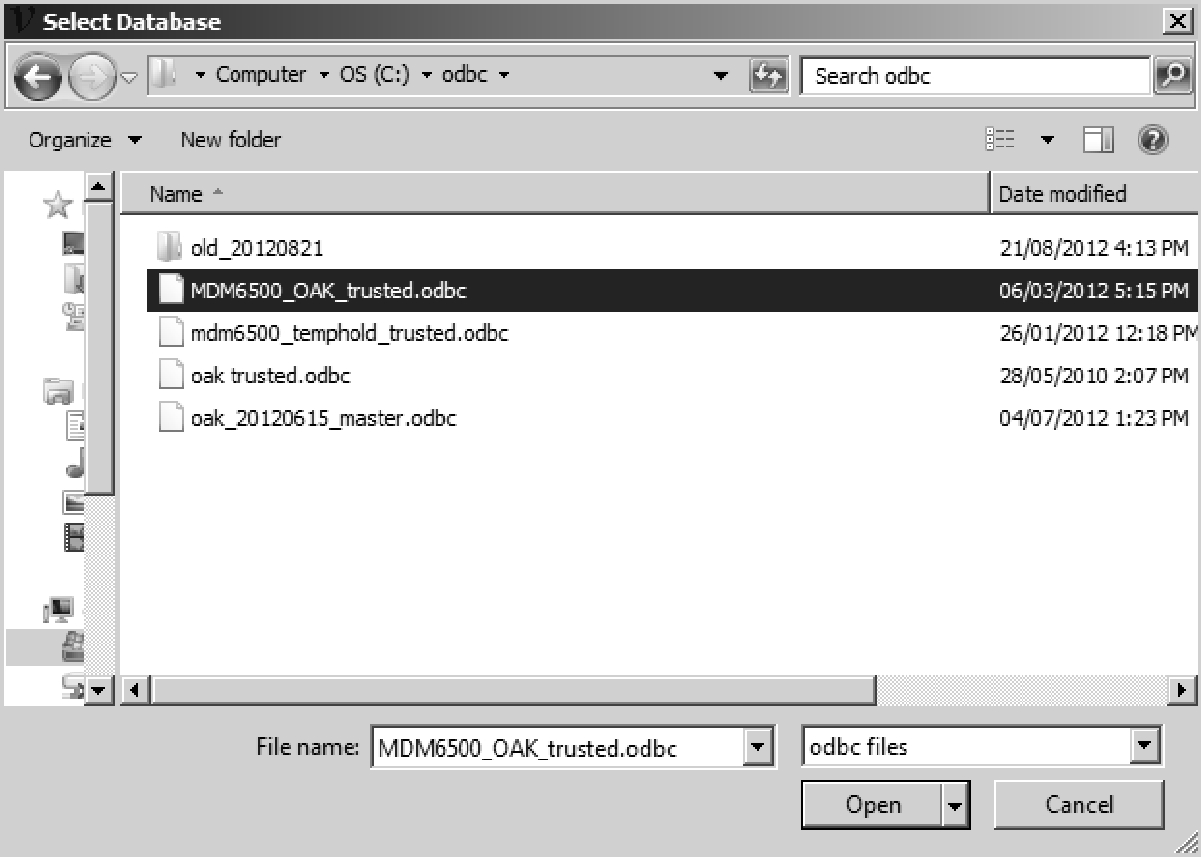 Select Database
Computer OS (C:) odbc Search odbc
Organize New folder
Name Date modified
old_20120821 21/08/2012 4:13 PM
MDM6500_OAK_trusted.odbc 06/03/2012 5:15 PM
mdm6500_temphold_trusted.odbc 26/01/2012 12:18 PM
oak trusted.odbc 28/05/2010 2:07 PM
oak_20120615_master.odbc 04/07/2012 1:23 PM
File name: MDM6500_OAK_trusted.odbc odbc files
Open Cancel